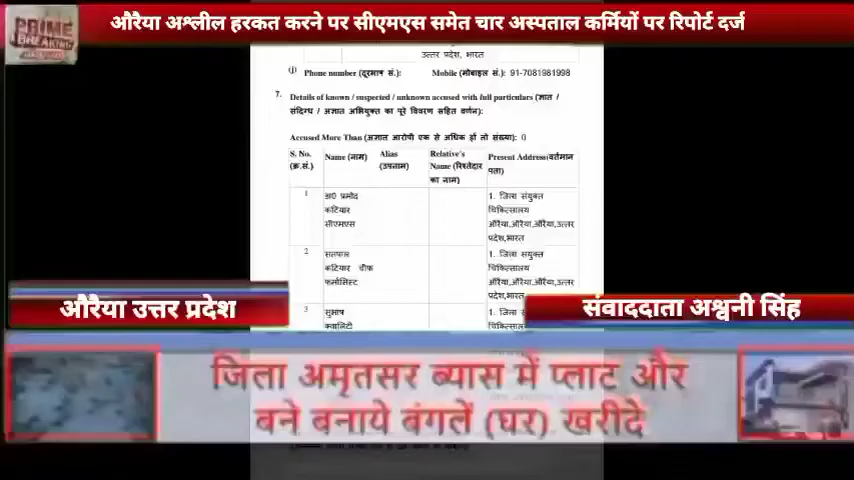 औरैया अश्लील हरकत करने पर सीएमएस समेत चार अस्पताल कर्मियों पर रिपोर्ट दर्ज
PRIME
BREAKING
उत्तर प्रदेश, भारत
(j) Phone number (दूरभाष सं.): Mobile (मोबाइल सं.): 91-7081981998
7. Details of known / suspected / unknown accused with full particulars (ज्ञात /
संदिग्ध / अज्ञात अभियुक्त का पूरे विवरण सहित वर्णन):
Accused More Than (अज्ञात आरोपी एक से अधिक हों तो संख्या): 0
S. No. (क्र.सं.) Name (नाम) Alias (उपनाम) Relative's Name (रिश्तेदार का नाम) Present Address(वर्तमान पता)
1 अ0 प्रमोद कटियार सीएमएस 1. जिला संयुक्त चिकित्सालय औरैया,औरैया,औरैया,उत्तर प्रदेश,भारत
2 सतपाल कटियार चीफ फर्मासिस्ट 1. जिला संयुक्त चिकित्सालय औरैया,औरैया,औरैया,उत्तर प्रदेश,भारत
3 सुभाष क्वालिटी 1. जिला
औरैया उत्तर प्रदेश
संवाददाता अश्वनी सिंह
जिला अमृतसर ब्यास में प्लाट और
बने बनाये बंगलें (घर) खरीदे